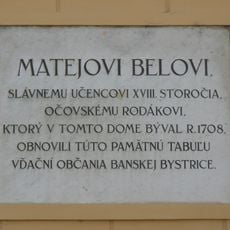 MATEJOVI BELOVI,
SLÁVNEMU UČENCOVI XVIII. STOROČIA,
OČOVSKÉMU RODÁKOVI,
KTORÝ V TOMTO DOME BÝVAL R. 1708,
OBNOVILI TÚTO PAMÄTNÚ TABUĽU
VĎAČNÍ OBČANIA BANSKEJ BYSTRICE.